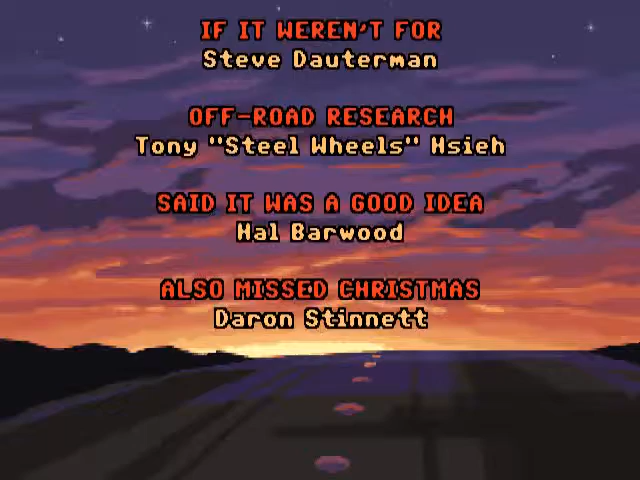 IF IT WEREN'T FOR
Steve Dauterman
OFF-ROAD RESEARCH
Tony "Steel Wheels" Hsieh
SAID IT WAS A GOOD IDEA
Hal Barwood
ALSO MISSED CHRISTMAS
Daron Stinnett